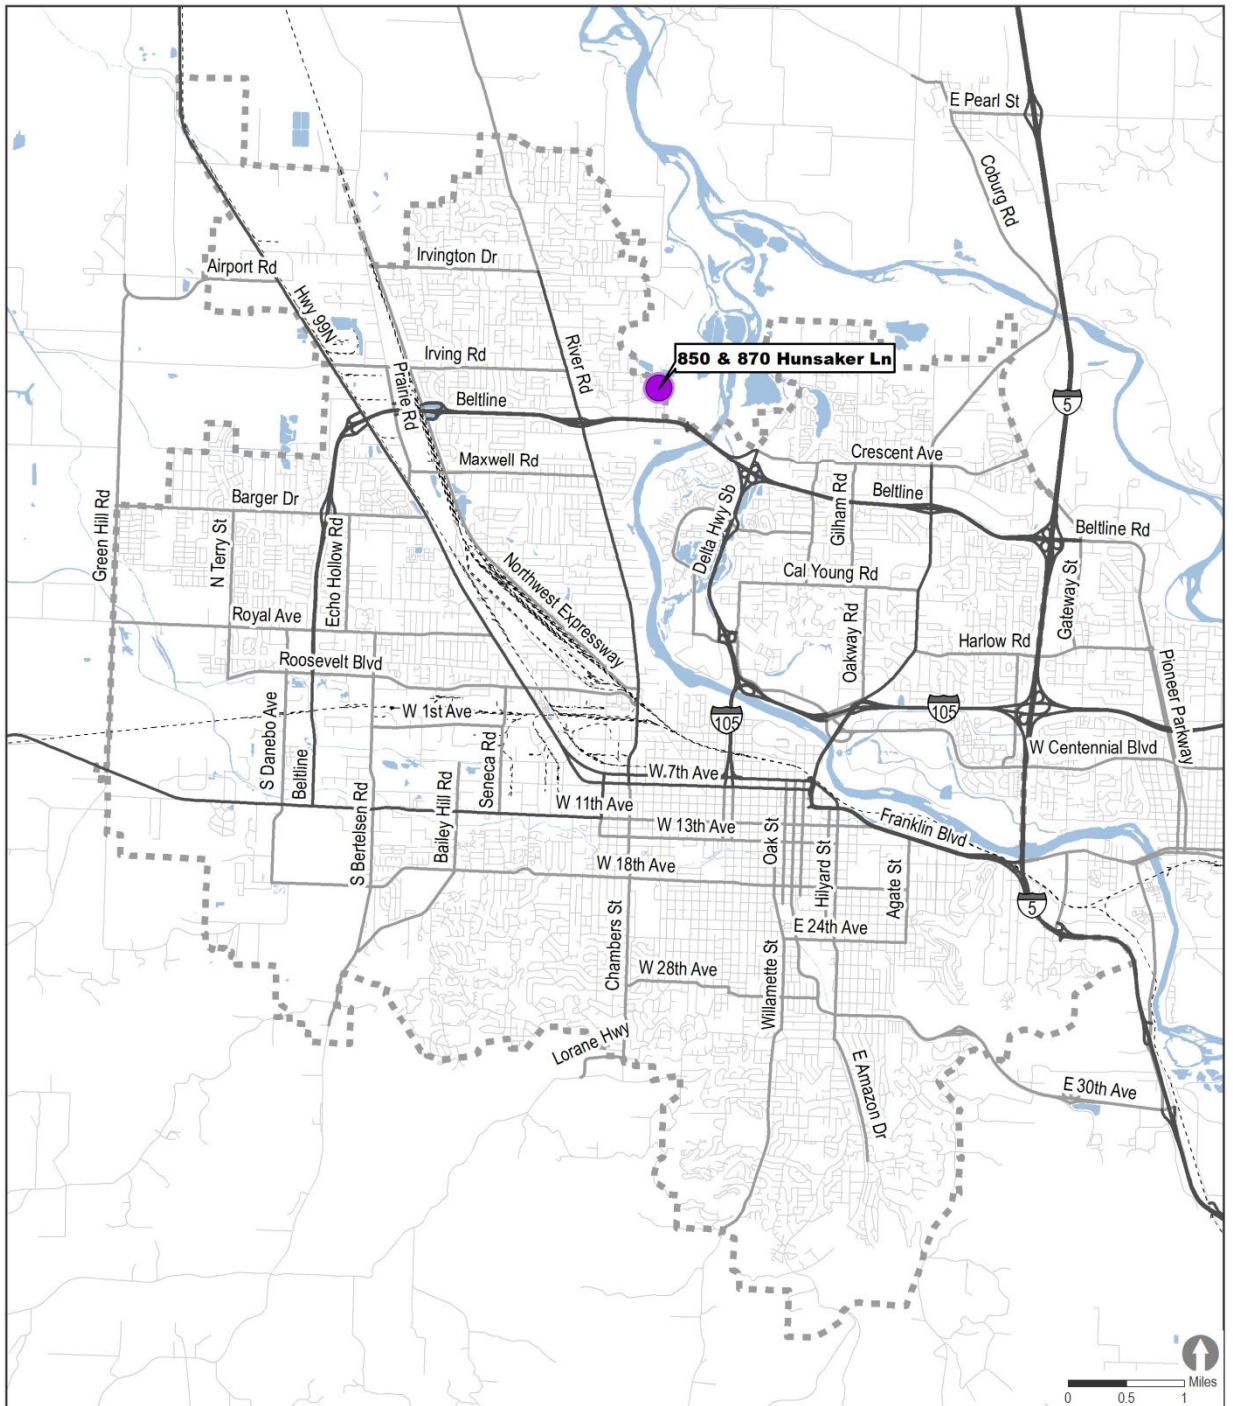 E Pearl St
Coburg Rd
Irvington Dr
Airport Rd
Hwy 99N
River Rd
Irving Rd
850 & 870 Hunsaker Ln
Prairie Rd
Beltline
5
Crescent Ave
Maxwell Rd
Gilham Rd
Beltline
Barger Dr
Delta Hwy Sb
Green Hill Rd
N Terry St
Echo Hollow Rd
Beltline Rd
Northwest Expressway
Cal Young Rd
Gateway St
Royal Ave
Oakway Rd
Harlow Rd
Roosevelt Blvd
Pioneer Parkway
S Danebo Ave
W 1st Ave
105
105
W Centennial Blvd
Beltline
Seneca Rd
W 7th Ave
S Bertelsen Rd
Bailey Hill Rd
W 11th Ave
W 13th Ave
Oak St
Franklin Blvd
W 18th Ave
Hilyard St
Agate St
5
Chambers St
E 24th Ave
W 28th Ave
Willamette St
Lorane Hwy
E Amazon Dr
E 30th Ave
Miles
0 0.5 1